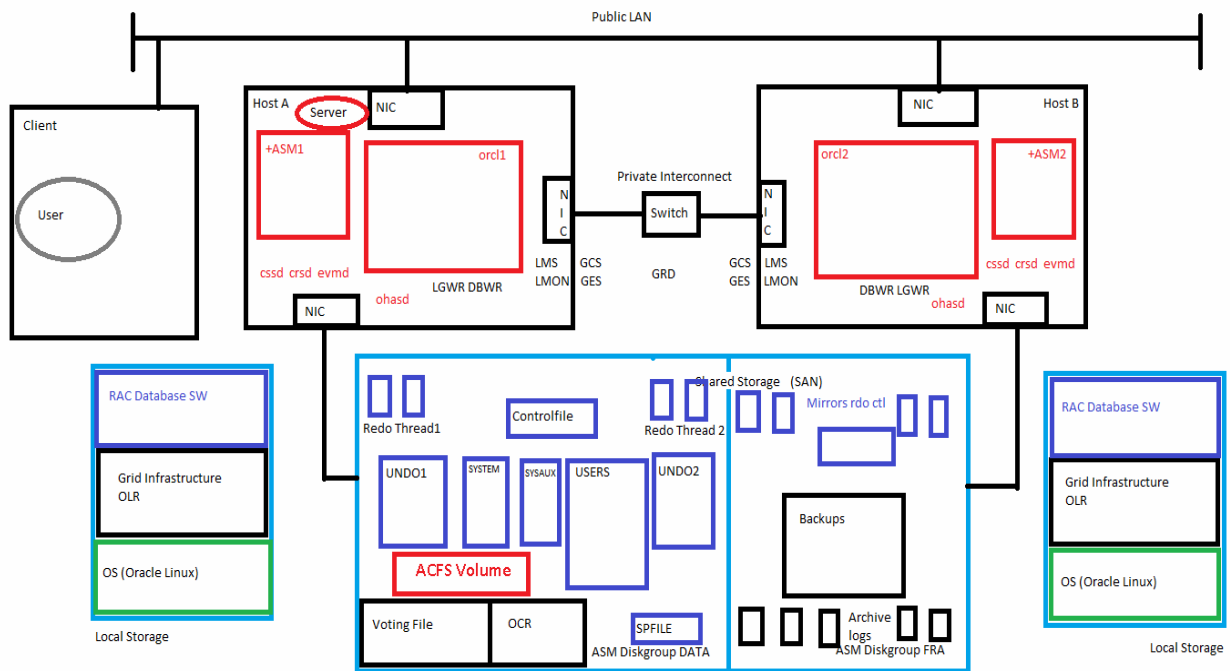 Public LAN
Client
User
Host A
Server
NIC
+ASM1
orcl1
N
I
C
cssd crsd evmd
LGWR DBWR
ohasd
NIC
LMS
LMON
GCS
GES
Private Interconnect
Switch
GRD
GCS
GES
NIC
Host B
orcl2
+ASM2
N
I
C
LMS
LMON
cssd crsd evmd
DBWR LGWR
ohasd
NIC
RAC Database SW
Grid Infrastructure
OLR
OS (Oracle Linux)
Local Storage
Shared Storage (SAN)
Redo Thread1
Controlfile
Redo Thread 2
UNDO1
SYSTEM
SYSAUX
USERS
UNDO2
ACFS Volume
Voting File
OCR
SPFILE
ASM Diskgroup DATA
Mirrors rdo ctl
Backups
Archive
logs
ASM Diskgroup FRA
RAC Database SW
Grid Infrastructure
OLR
OS (Oracle Linux)
Local Storage